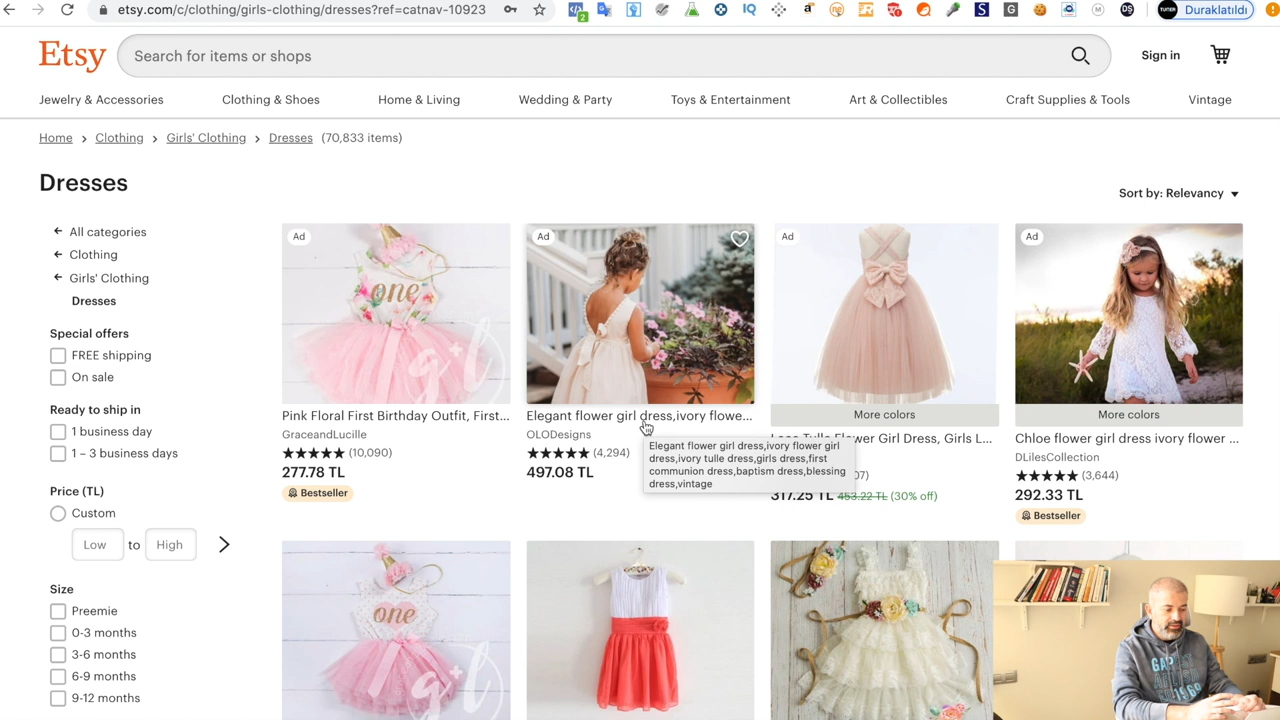 etsy.com/c/clothing/girls-clothing/dresses?ref=catnav-10923
Duraklatıldı
Etsy
Search for items or shops
Sign in
Jewelry & Accessories
Clothing & Shoes
Home & Living
Wedding & Party
Toys & Entertainment
Art & Collectibles
Craft Supplies & Tools
Vintage
Home > Clothing > Girls' Clothing > Dresses (70,833 items)
Dresses
Sort by: Relevancy
All categories
Clothing
Girls' Clothing
Dresses
Special offers
FREE shipping
On sale
Ready to ship in
1 business day
1 – 3 business days
Price (TL)
Custom
Low to High
Size
Preemie
0-3 months
3-6 months
6-9 months
9-12 months
Ad
one
Pink Floral First Birthday Outfit, First...
GraceandLucille
(10,090)
277.78 TL
Bestseller
Ad
Elegant flower girl dress,ivory flowe...
OLODesigns
(4,294)
497.08 TL
Elegant flower girl dress,ivory flower girl
dress,ivory tulle dress,girls dress,first
communion dress,baptism dress,blessing
dress,vintage
Ad
More colors
Lace Tulle Flower Girl Dress, Girls L...
317.25 TL 453.22 TL (30% off)
Ad
More colors
Chloe flower girl dress ivory flower ...
DLilesCollection
(3,644)
292.33 TL
Bestseller
one
GAP
1969